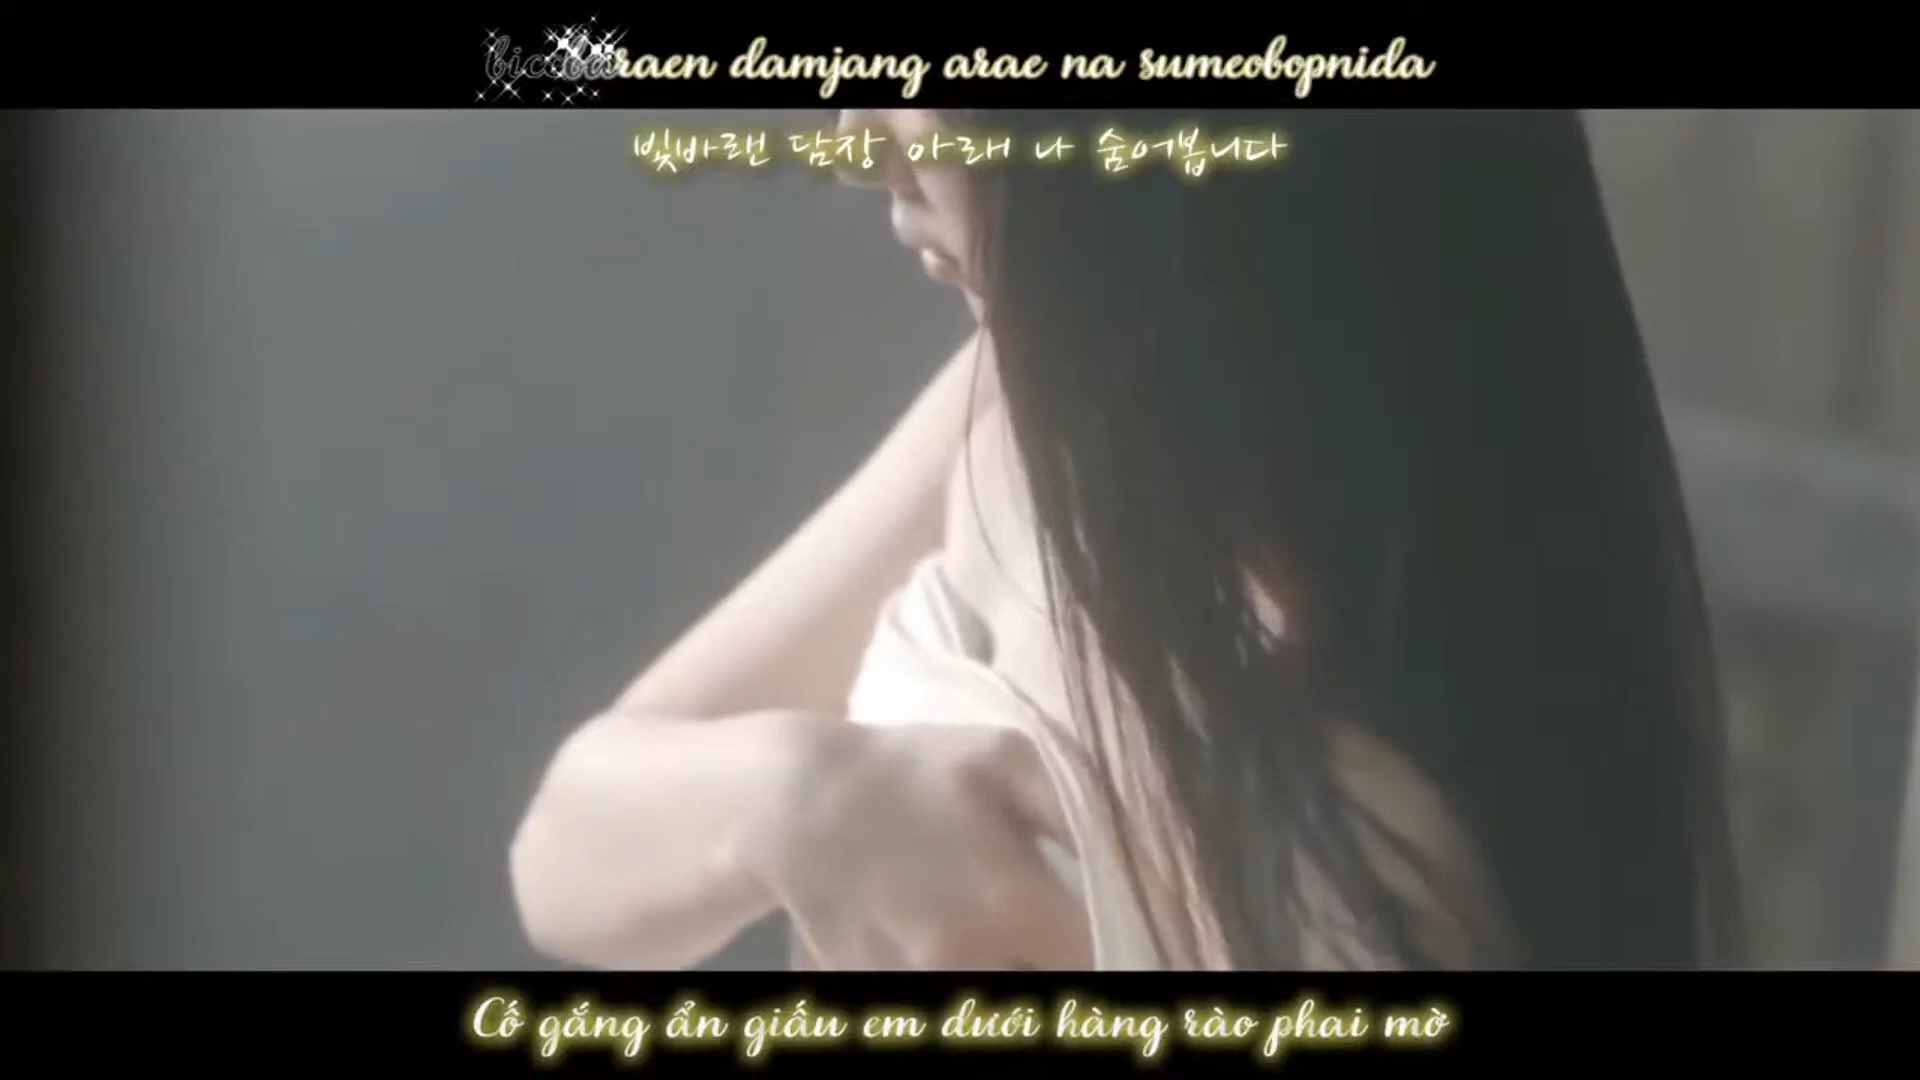 raen damjang arae na sumeobopnida
빛바랜 담장 아래 나 숨어봅니다
Cố gắng ẩn giấu em dưới hàng rào phai mờ